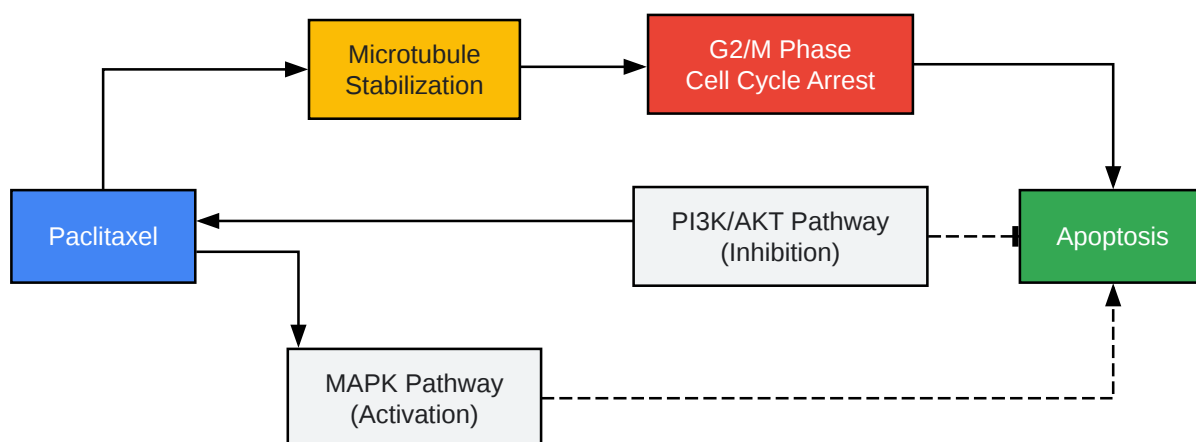 Microtubule
Stabilization
G2/M Phase
Cell Cycle Arrest
Paclitaxel
PI3K/AKT Pathway
(Inhibition)
Apoptosis
MAPK Pathway
(Activation)